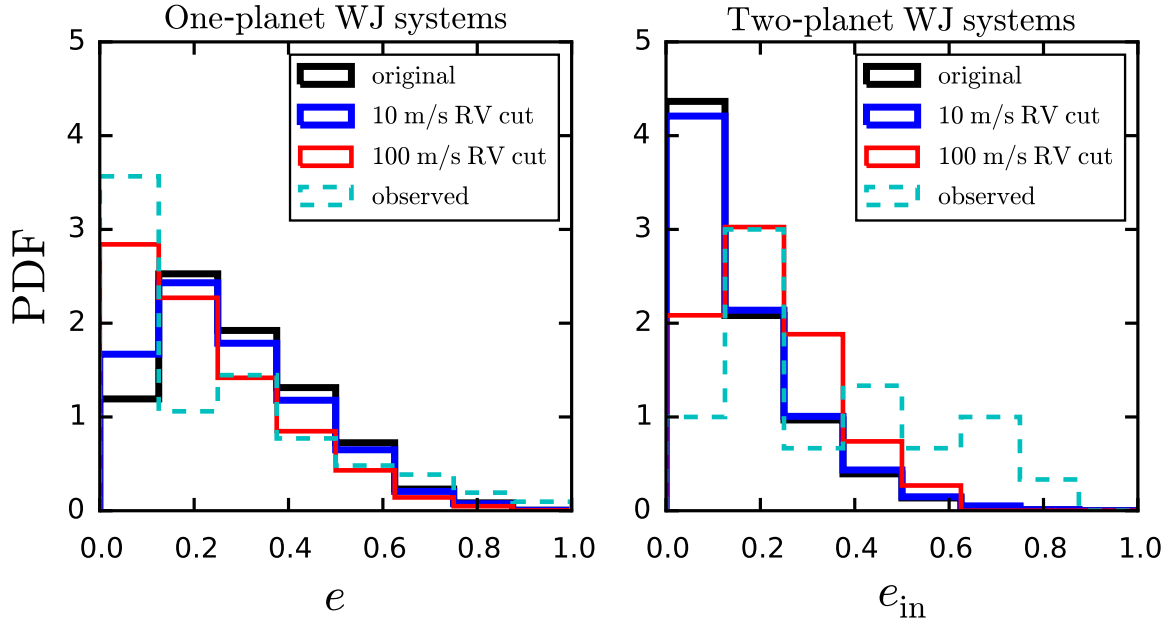 One-planet WJ systems
Two-planet WJ systems
original
10 m/s RV cut
100 m/s RV cut
observed
original
10 m/s RV cut
100 m/s RV cut
observed
PDF
5
4
3
2
1
0
0.0 0.2 0.4 0.6 0.8 1.0
e
5
4
3
2
1
0
0.0 0.2 0.4 0.6 0.8 1.0
e_in